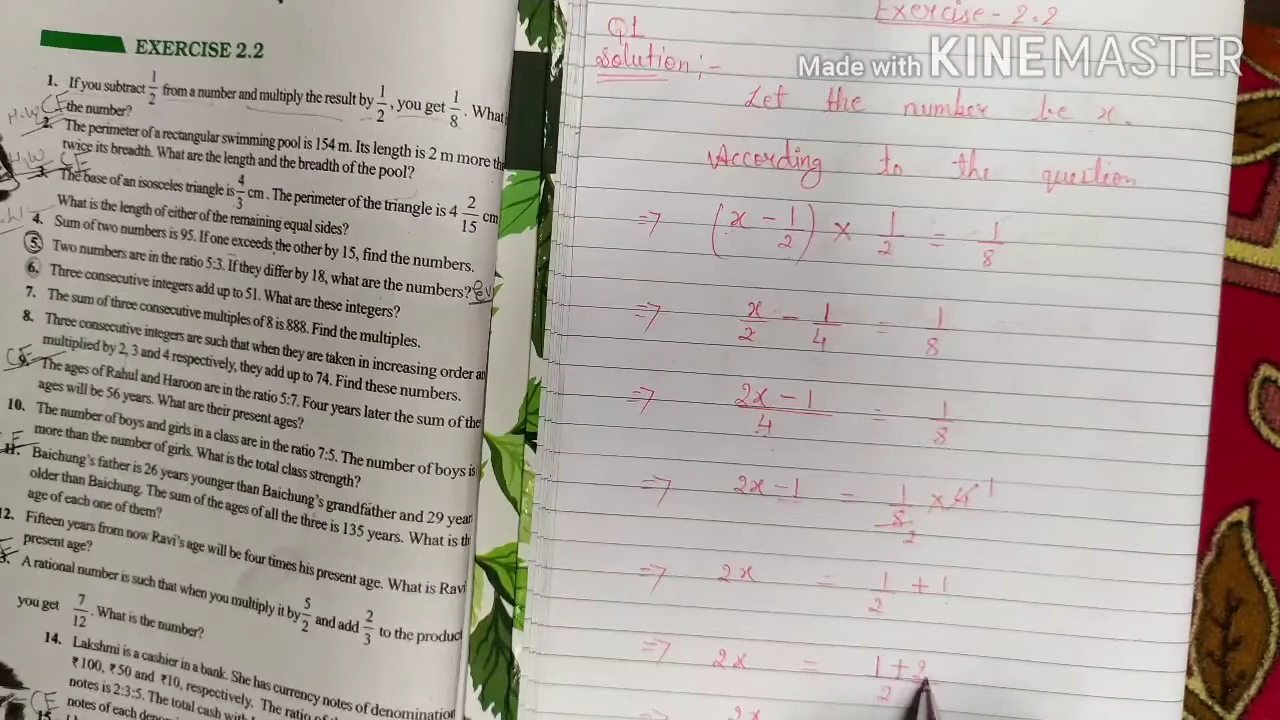 EXERCISE 2.2
1. If you subtract 1/2 from a number and multiply the result by 1/2, you get 1/8. What
the number?
2. The perimeter of a rectangular swimming pool is 154 m. Its length is 2 m more
twice its breadth. What are the length and the breadth of the pool?
3. The base of an isosceles triangle is 4/3 cm. The perimeter of the triangle is 4 2/15 cm
What is the length of either of the remaining equal sides?
4. Sum of two numbers is 95. If one exceeds the other by 15, find the numbers.
5. Two numbers are in the ratio 5:3. If they differ by 18, what are the numbers?
6. Three consecutive integers add up to 51. What are these integers?
7. The sum of three consecutive multiples of 8 is 888. Find the multiples.
8. Three consecutive integers are such that when they are taken in increasing order
multiplied by 2, 3 and 4 respectively, they add up to 74. Find these numbers.
9. The ages of Rahul and Haroon are in the ratio 5:7. Four years later the sum of the
ages will be 56 years. What are their present ages?
10. The number of boys and girls in a class are in the ratio 7:5. The number of boys is
more than the number of girls. What is the total class strength?
11. Baichung's father is 26 years younger than Baichung's grandfather and 29 year
older than Baichung. The sum of the ages of all the three is 135 years. What is
age of each one of them?
12. Fifteen years from now Ravi's age will be four times his present age. What is Ravi
present age?
A rational number is such that when you multiply it by 5/2 and add 2/3 to the product
you get 7/12. What is the number?
14. Lakshmi is a cashier in a bank. She has currency notes of denomination
₹100, ₹50 and ₹10, respectively. The ratio of
notes is 2:3:5. The total cash with
notes of each
Exercise - 2.2
Made with KINEMASTER
Q1
Solution :-
Let the number be x.
According to the question
⇒ (x - 1/2) × 1/2 = 1/8
⇒ x/2 - 1/4 = 1/8
⇒ 2x - 1/4 = 1/8
⇒ 2x - 1 = 1/8 × 4 1
2
⇒ 2x = 1/2 + 1
⇒ 2x = 1 + 2/2
⇒ 2x